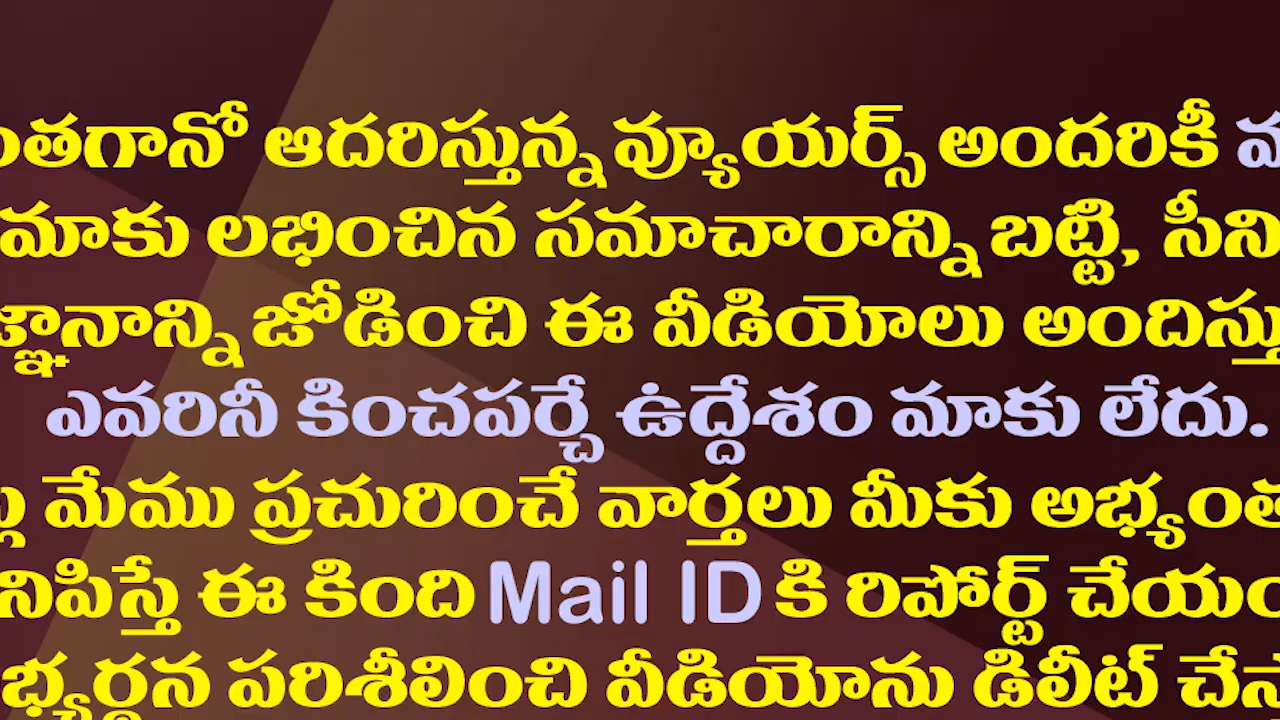 ంతగానో ఆదరిస్తున్న వ్యూయర్స్ అందరికీ
మాకు లభించిన సమాచారాన్ని బట్టి, సీని
జ్ఞానాన్ని జోడించి ఈ వీడియోలు అందిస్తు
ఎవరినీ కించపర్చే ఉద్దేశం మాకు లేదు.
మేము ప్రచురించే వార్తలు మీకు అభ్యంత
నిపిస్తే ఈ కింది Mail ID కి రిపోర్ట్ చేయం
భ్యర్థన పరిశీలించి వీడియోను డిలీట్ చేస